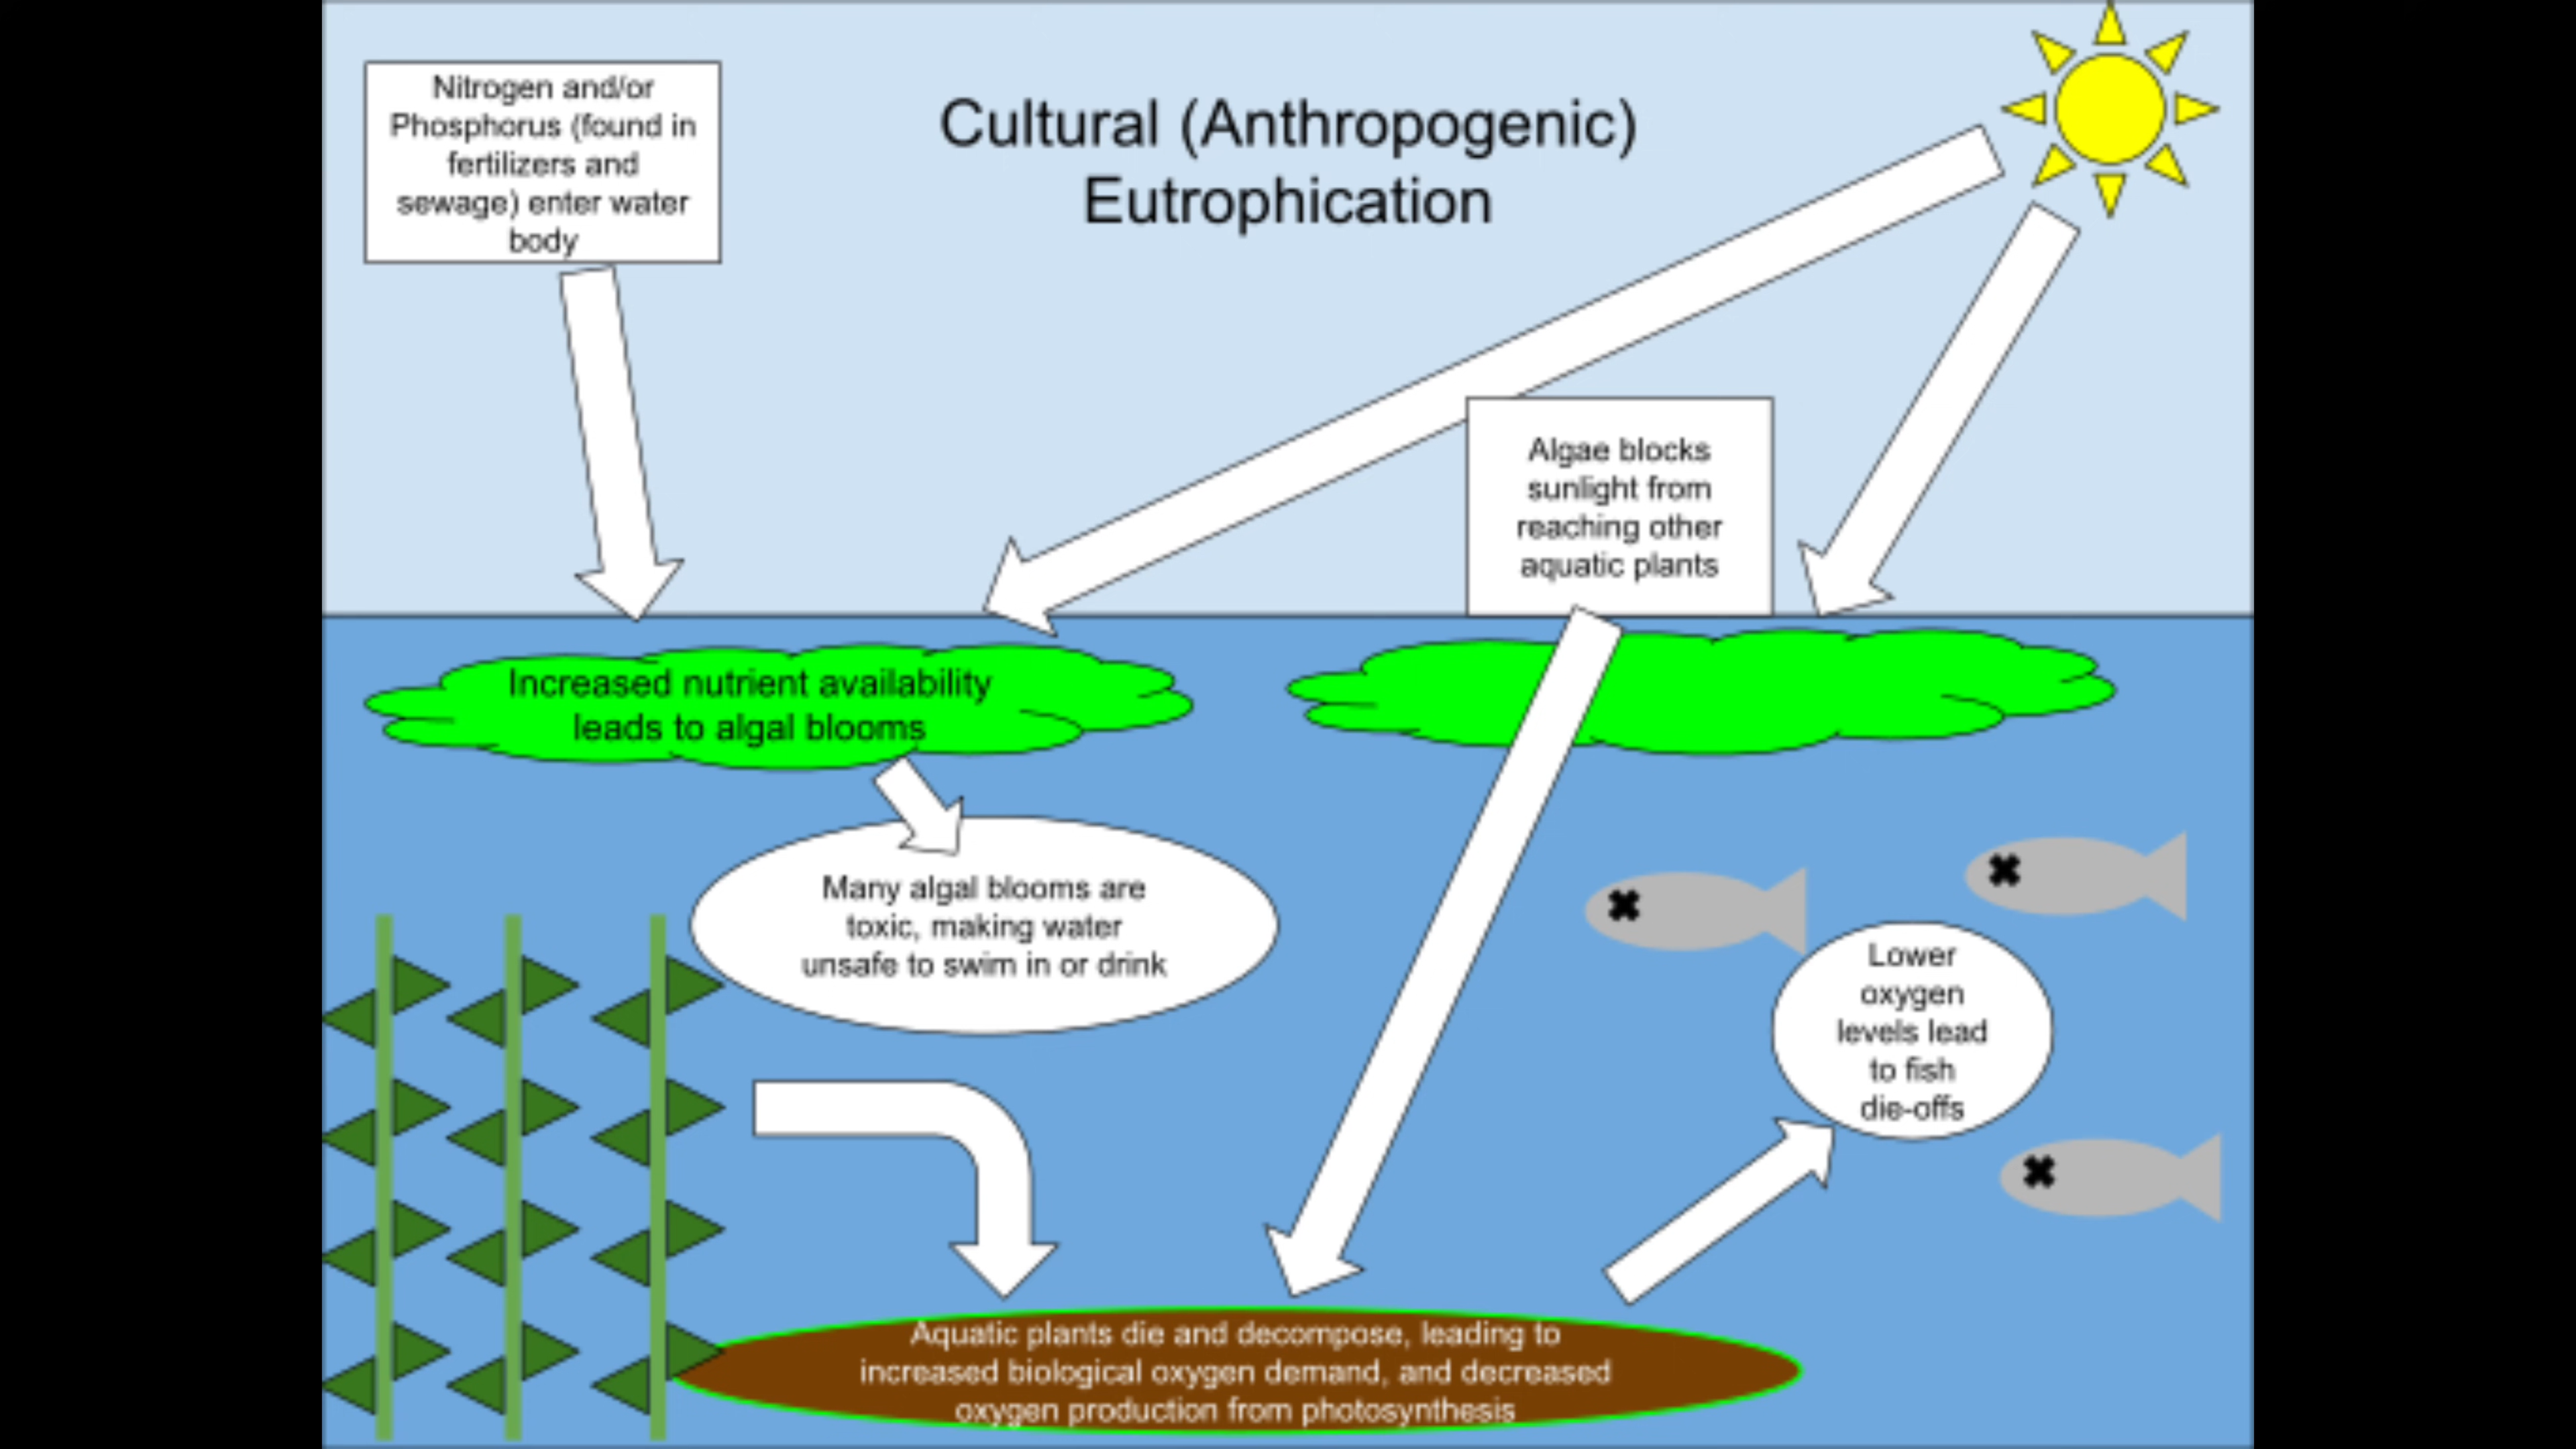 Nitrogen and/or
Phosphorus (found in
fertilizers and
sewage) enter water
body
Cultural (Anthropogenic)
Eutrophication
Algae blocks
sunlight from
reaching other
aquatic plants
Increased nutrient availability
leads to algal blooms
Many algal blooms are
toxic, making water
unsafe to swim in or drink
Lower
oxygen
levels lead
to fish
die-offs
Aquatic plants die and decompose, leading to
increased biological oxygen demand, and decreased
oxygen production from photosynthesis